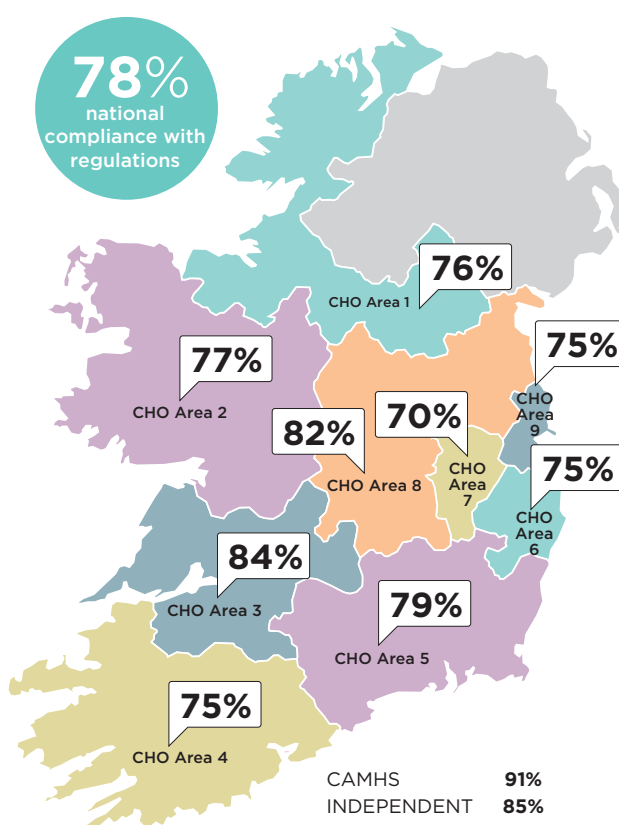 78%
national
compliance with
regulations
76%
CHO Area 1
77%
CHO Area 2
75%
CHO
Area
9
82%
CHO Area 8
70%
CHO
Area
7
75%
CHO
Area
6
84%
CHO Area 3
79%
CHO Area 5
75%
CHO Area 4
CAMHS 91%
INDEPENDENT 85%